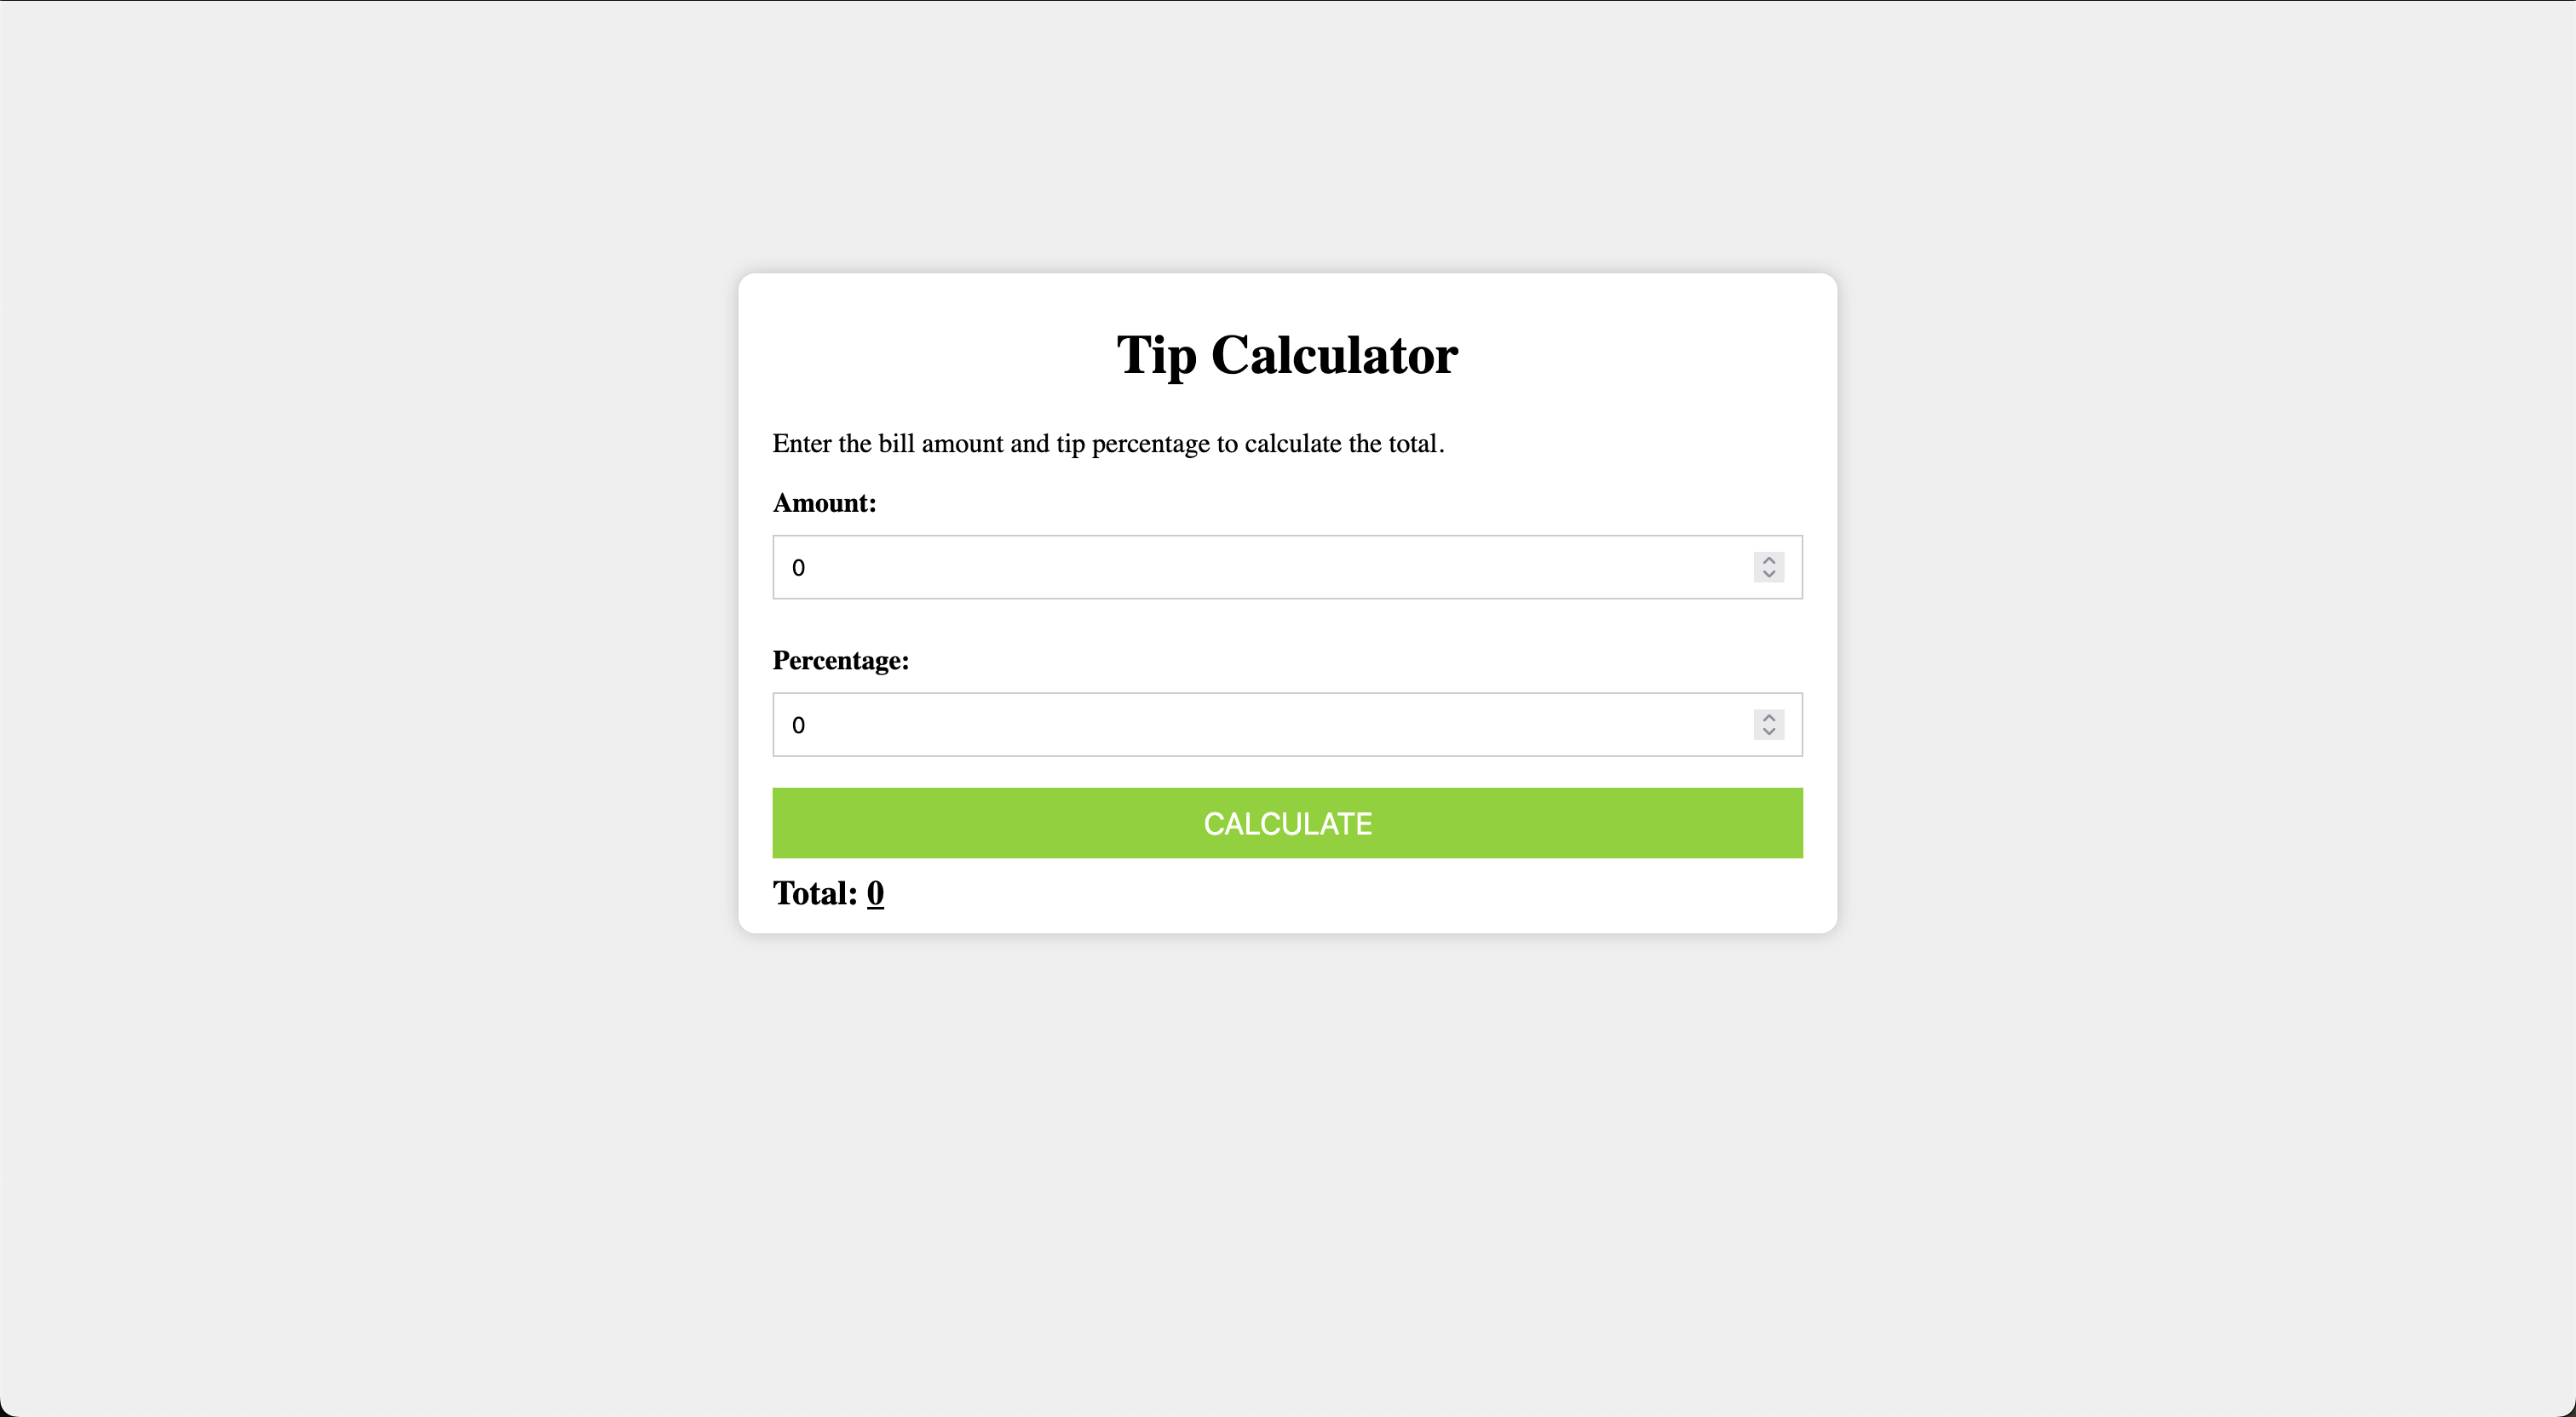 Tip Calculator
Enter the bill amount and tip percentage to calculate the total.
Amount:
0
Percentage:
0
CALCULATE
Total: 0